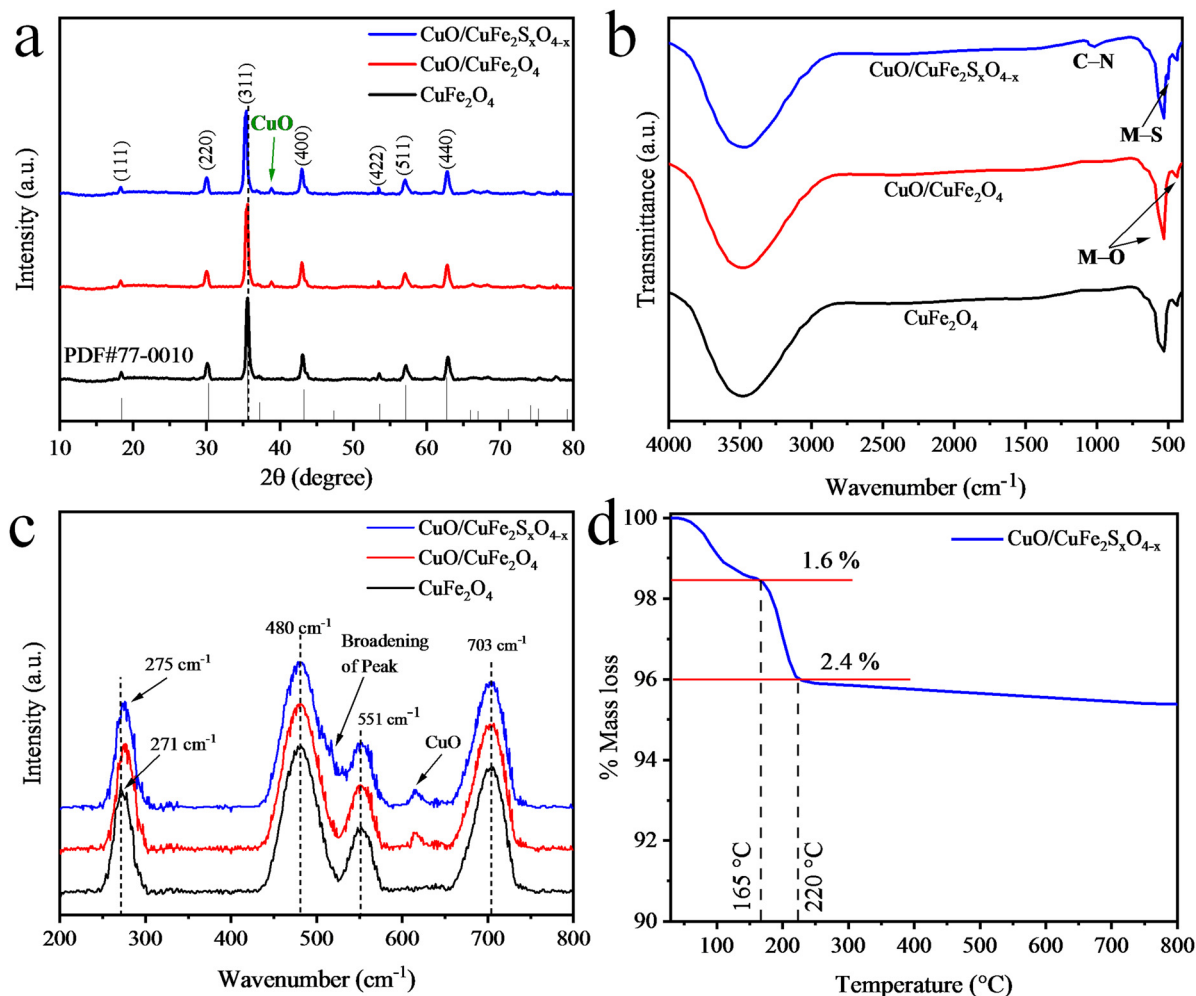 a
CuO/CuFe₂SₓO₄₋ₓ
CuO/CuFe₂O₄
CuFe₂O₄
(111)
(220)
(311)
CuO
(400)
(422)
(511)
(440)
PDF#77-0010
Intensity (a.u.)
10 20 30 40 50 60 70 80
2θ (degree)
b
CuO/CuFe₂SₓO₄₋ₓ
C–N
M–S
CuO/CuFe₂O₄
M–O
CuFe₂O₄
Transmittance (a.u.)
4000 3500 3000 2500 2000 1500 1000 500
Wavenumber (cm⁻¹)
c
CuO/CuFe₂SₓO₄₋ₓ
CuO/CuFe₂O₄
CuFe₂O₄
480 cm⁻¹
Broadening
of Peak
703 cm⁻¹
275 cm⁻¹
551 cm⁻¹
271 cm⁻¹
CuO
Intensity (a.u.)
200 300 400 500 600 700 800
Wavenumber (cm⁻¹)
d
CuO/CuFe₂SₓO₄₋ₓ
1.6 %
2.4 %
165 °C
220 °C
% Mass loss
100
98
96
94
92
90
100 200 300 400 500 600 700 800
Temperature (°C)